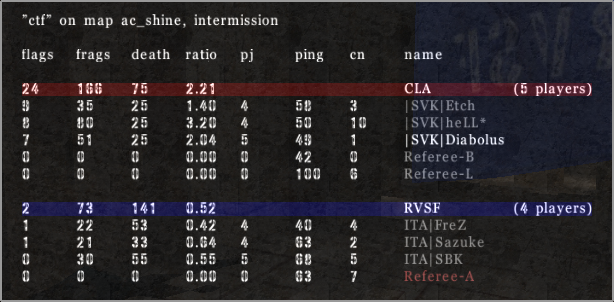 "ctf" on map ac_shine, intermission
flags frags death ratio pj ping cn name
24 166 75 2.21 CLA (5 players)
9 35 25 1.40 4 58 3 |SVK|Etch
8 80 25 3.20 4 50 10 |SVK|heLL*
7 51 25 2.04 5 49 1 |SVK|Diabolus
0 0 0 0.00 0 42 0 Referee-B
0 0 0 0.00 0 100 6 Referee-L
2 73 141 0.52 RVSF (4 players)
1 22 53 0.42 4 40 4 ITA|FreZ
1 21 33 0.64 4 63 2 ITA|Sazuke
0 30 55 0.55 5 68 5 ITA|SBK
0 0 0 0.00 0 63 7 Referee-A